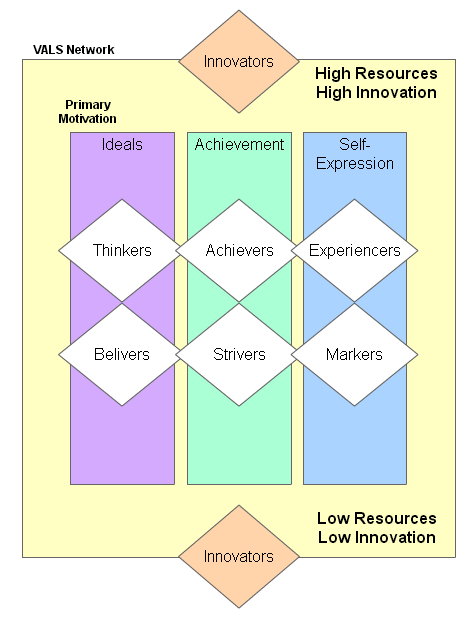 VALS Network
Innovators
High Resources
High Innovation
Primary
Motivation
Ideals
Achievement
Self-
Expression
Thinkers
Achievers
Experiencers
Belivers
Strivers
Markers
Low Resources
Low Innovation
Innovators